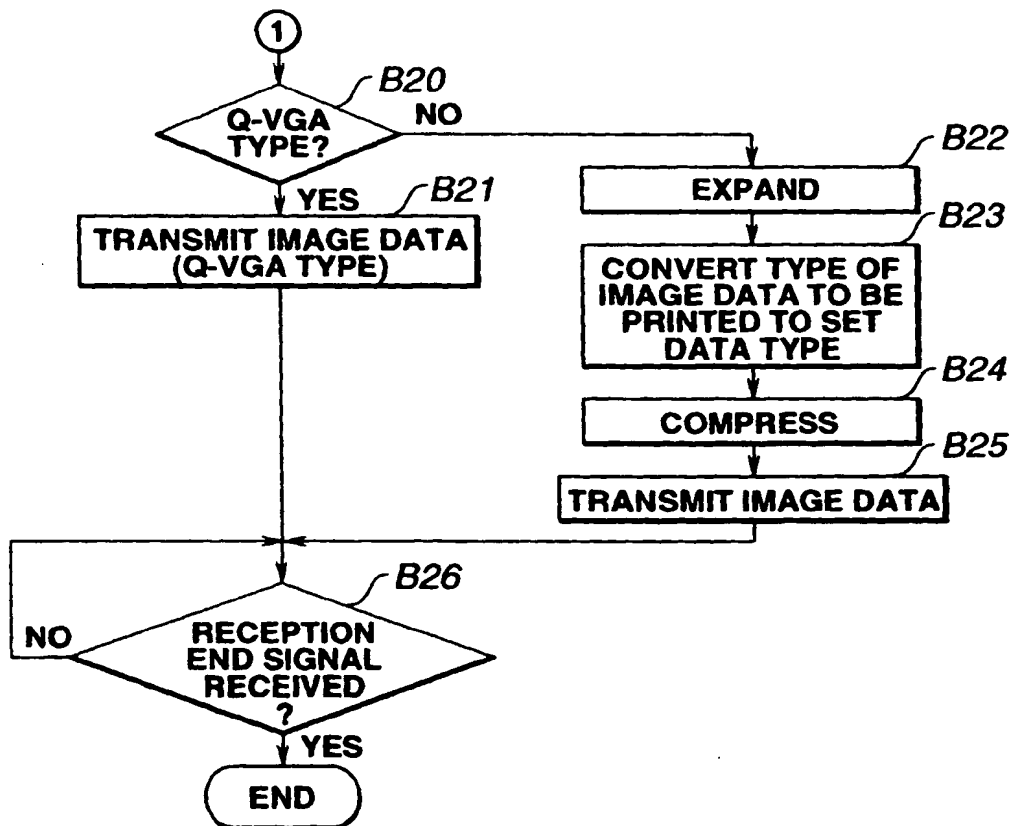 1
B20
Q-VGA
TYPE?
NO
YES
B21
TRANSMIT IMAGE DATA
(Q-VGA TYPE)
B22
EXPAND
B23
CONVERT TYPE OF
IMAGE DATA TO BE
PRINTED TO SET
DATA TYPE
B24
COMPRESS
B25
TRANSMIT IMAGE DATA
B26
RECEPTION
END SIGNAL
RECEIVED
?
NO
YES
END